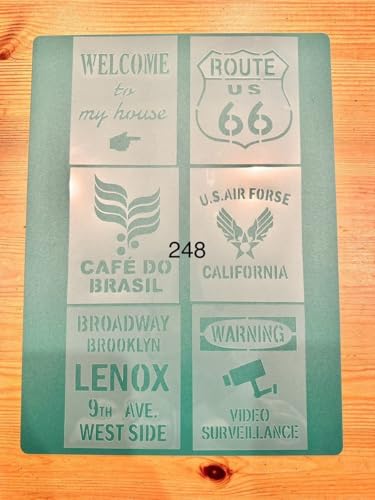 WELCOME
to
my house
ROUTE
US
66
CAFÉ DO
BRASIL
U.S.AIR FORSE
CALIFORNIA
248
BROADWAY
BROOKLYN
LENOX
9TH AVE.
WEST SIDE
WARNING
VIDEO
SURVEILLANCE